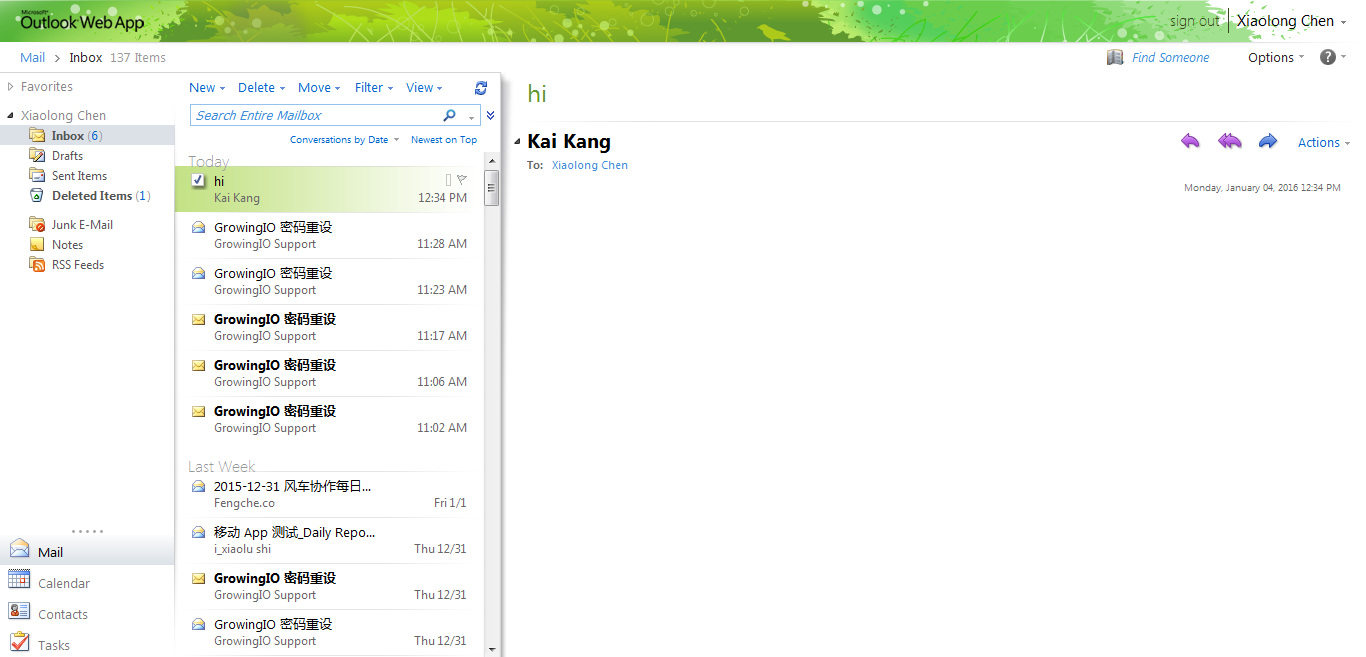 Microsoft®
Outlook Web App
sign out
Xiaolong Chen
Mail > Inbox 137 Items
Find Someone
Options
?
Favorites
Xiaolong Chen
Inbox (6)
Drafts
Sent Items
Deleted Items (1)
Junk E-Mail
Notes
RSS Feeds
Mail
Calendar
Contacts
Tasks
New Delete Move Filter View
Search Entire Mailbox
Conversations by Date Newest on Top
Today
hi
Kai Kang 12:34 PM
GrowingIO 密码重设
GrowingIO Support 11:28 AM
GrowingIO 密码重设
GrowingIO Support 11:23 AM
GrowingIO 密码重设
GrowingIO Support 11:17 AM
GrowingIO 密码重设
GrowingIO Support 11:06 AM
GrowingIO 密码重设
GrowingIO Support 11:02 AM
Last Week
2015-12-31 风车协作每日...
Fengche.co Fri 1/1
移动 App 测试_Daily Repo...
i_xiaolu shi Thu 12/31
GrowingIO 密码重设
GrowingIO Support Thu 12/31
GrowingIO 密码重设
GrowingIO Support Thu 12/31
hi
Kai Kang
Actions
To: Xiaolong Chen
Monday, January 04, 2016 12:34 PM